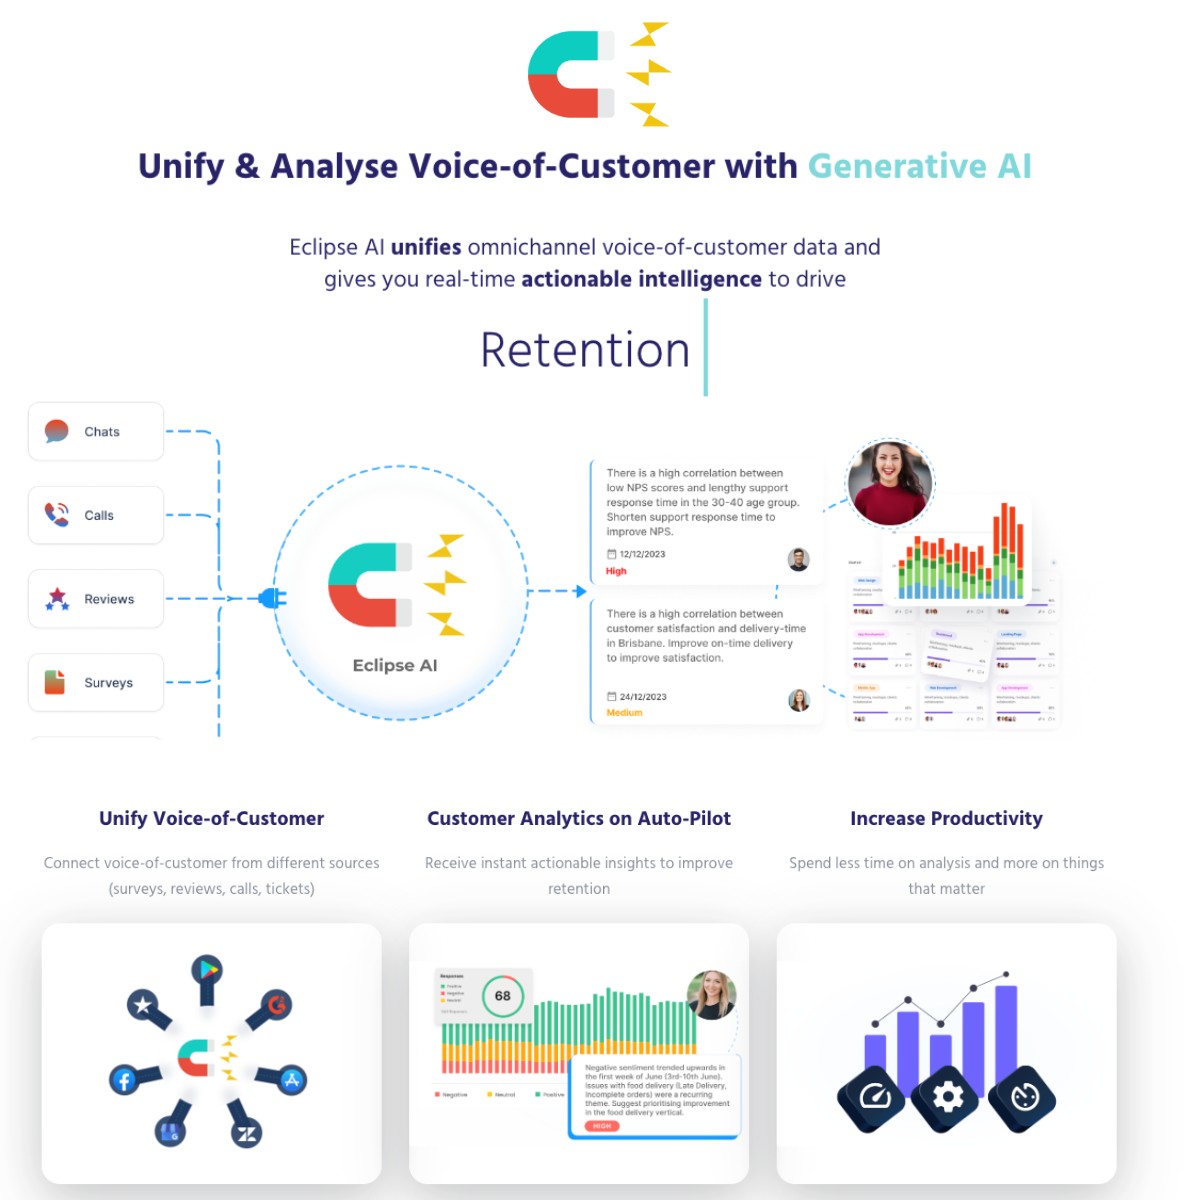 Unify & Analyse Voice-of-Customer with Generative AI
Eclipse AI unifies omnichannel voice-of-customer data and
gives you real-time actionable intelligence to drive
Retention
Chats
Calls
Reviews
Surveys
Eclipse AI
There is a high correlation between
low NPS scores and lengthy support
response time in the 30-40 age group.
Shorten support response time to
improve NPS.
12/12/2023
High
There is a high correlation between
customer satisfaction and delivery-time
in Brisbane. Improve on-time delivery
to improve satisfaction.
24/12/2023
Medium
Unify Voice-of-Customer
Connect voice-of-customer from different sources
(surveys, reviews, calls, tickets)
Customer Analytics on Auto-Pilot
Receive instant actionable insights to improve
retention
Increase Productivity
Spend less time on analysis and more on things
that matter
Responses
Positive
Negative
Neutral
68
Negative
Neutral
Positive
Negative sentiment trended upwards in
the first week of June (3rd-10th June).
Issues with food delivery (Late Delivery,
Incomplete orders) were a recurring
theme. Suggest prioritising improvement
in the food delivery vertical.
HIGH